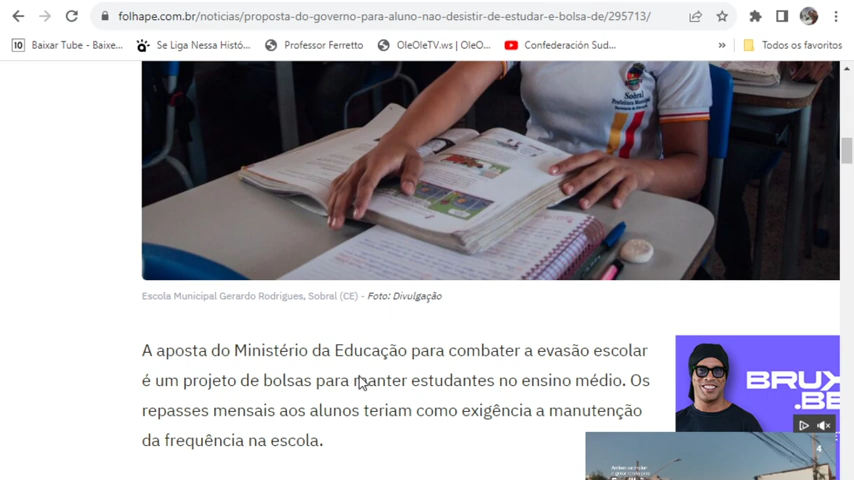 folhape.com.br/noticias/proposta-do-governo-para-aluno-nao-desistir-de-estudar-e-bolsa-de/295713/
10 Baixar Tube - Baixe... Se Liga Nessa Histó... Professor Ferretto OleOleTV.ws | OleO... Confederación Sud... » Todos os favoritos
Sobral
Prefeitura Municipal
Escola Municipal Gerardo Rodrigues, Sobral (CE) - Foto: Divulgação
A aposta do Ministério da Educação para combater a evasão escolar
é um projeto de bolsas para manter estudantes no ensino médio. Os
repasses mensais aos alunos teriam como exigência a manutenção
da frequência na escola.
BRUX
.BE
4